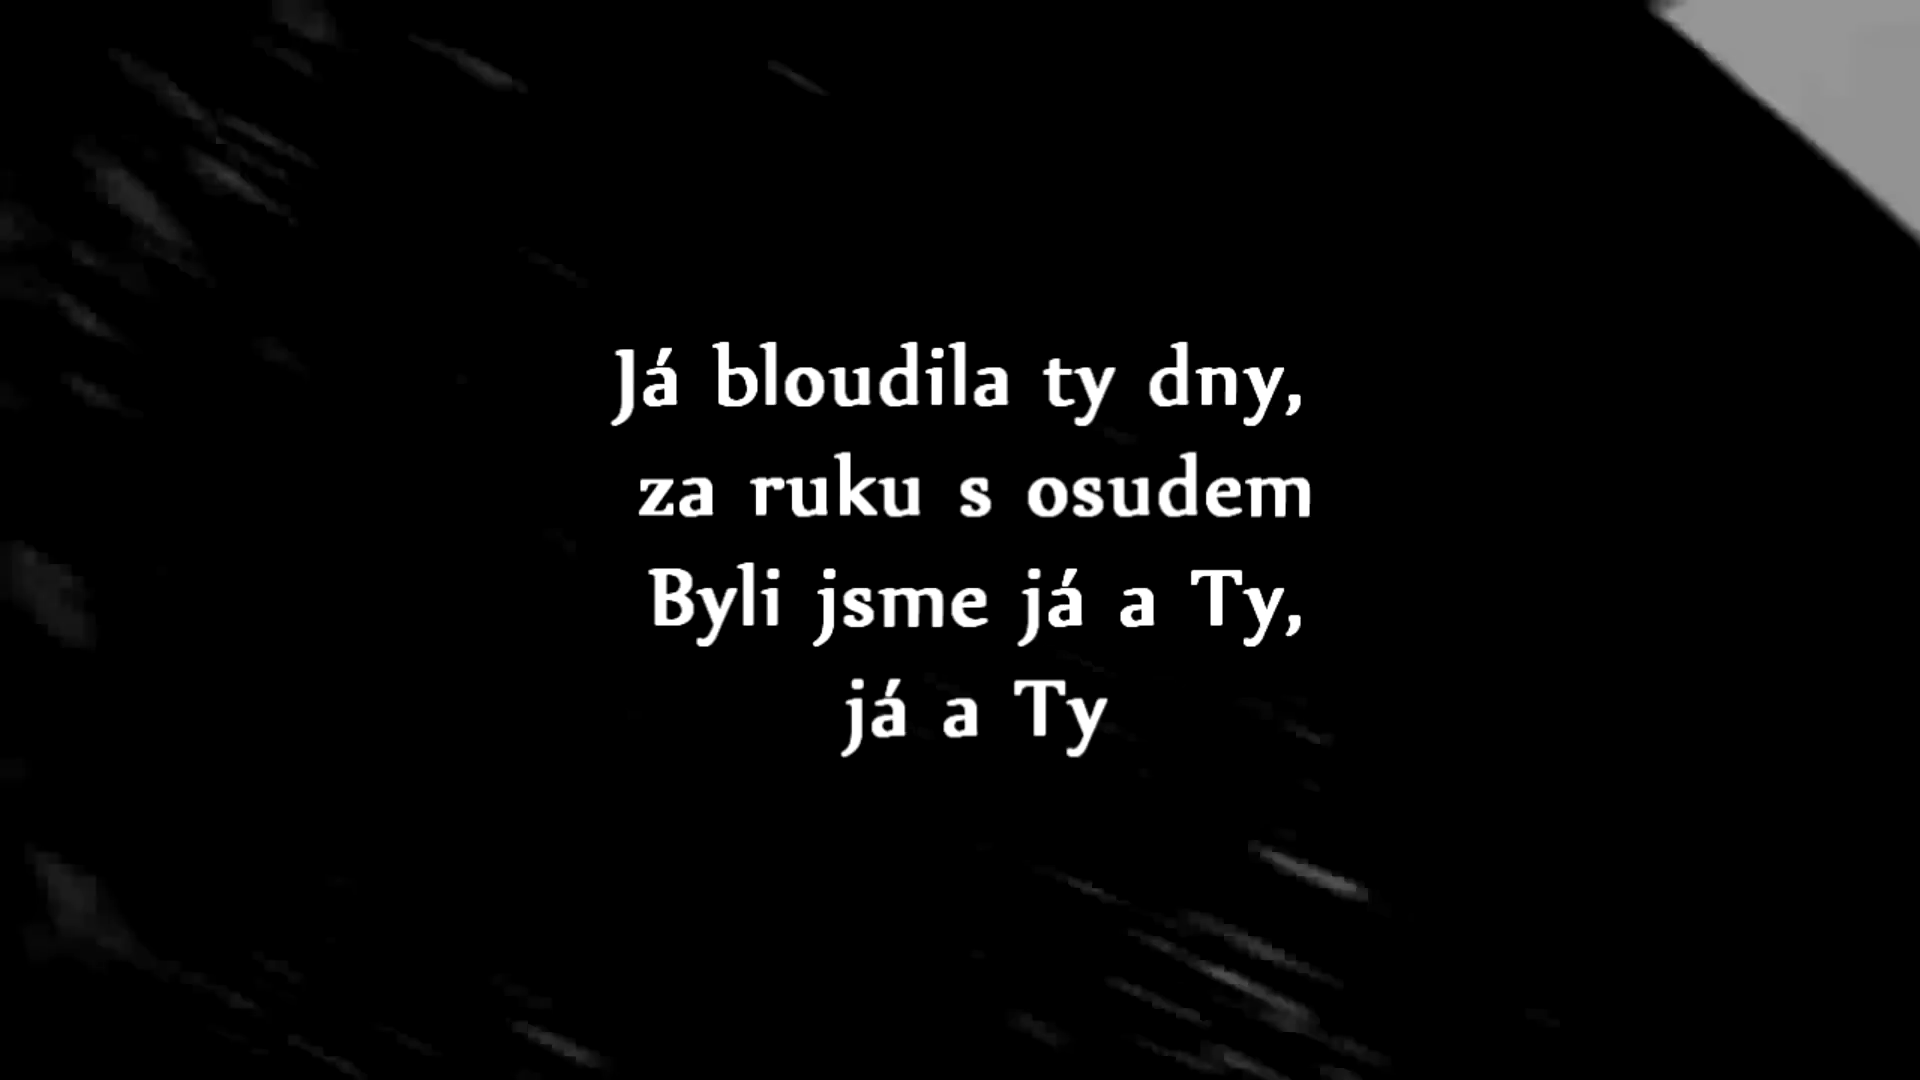 Já bloudila ty dny,
za ruku s osudem
Byli jsme já a Ty,
já a Ty